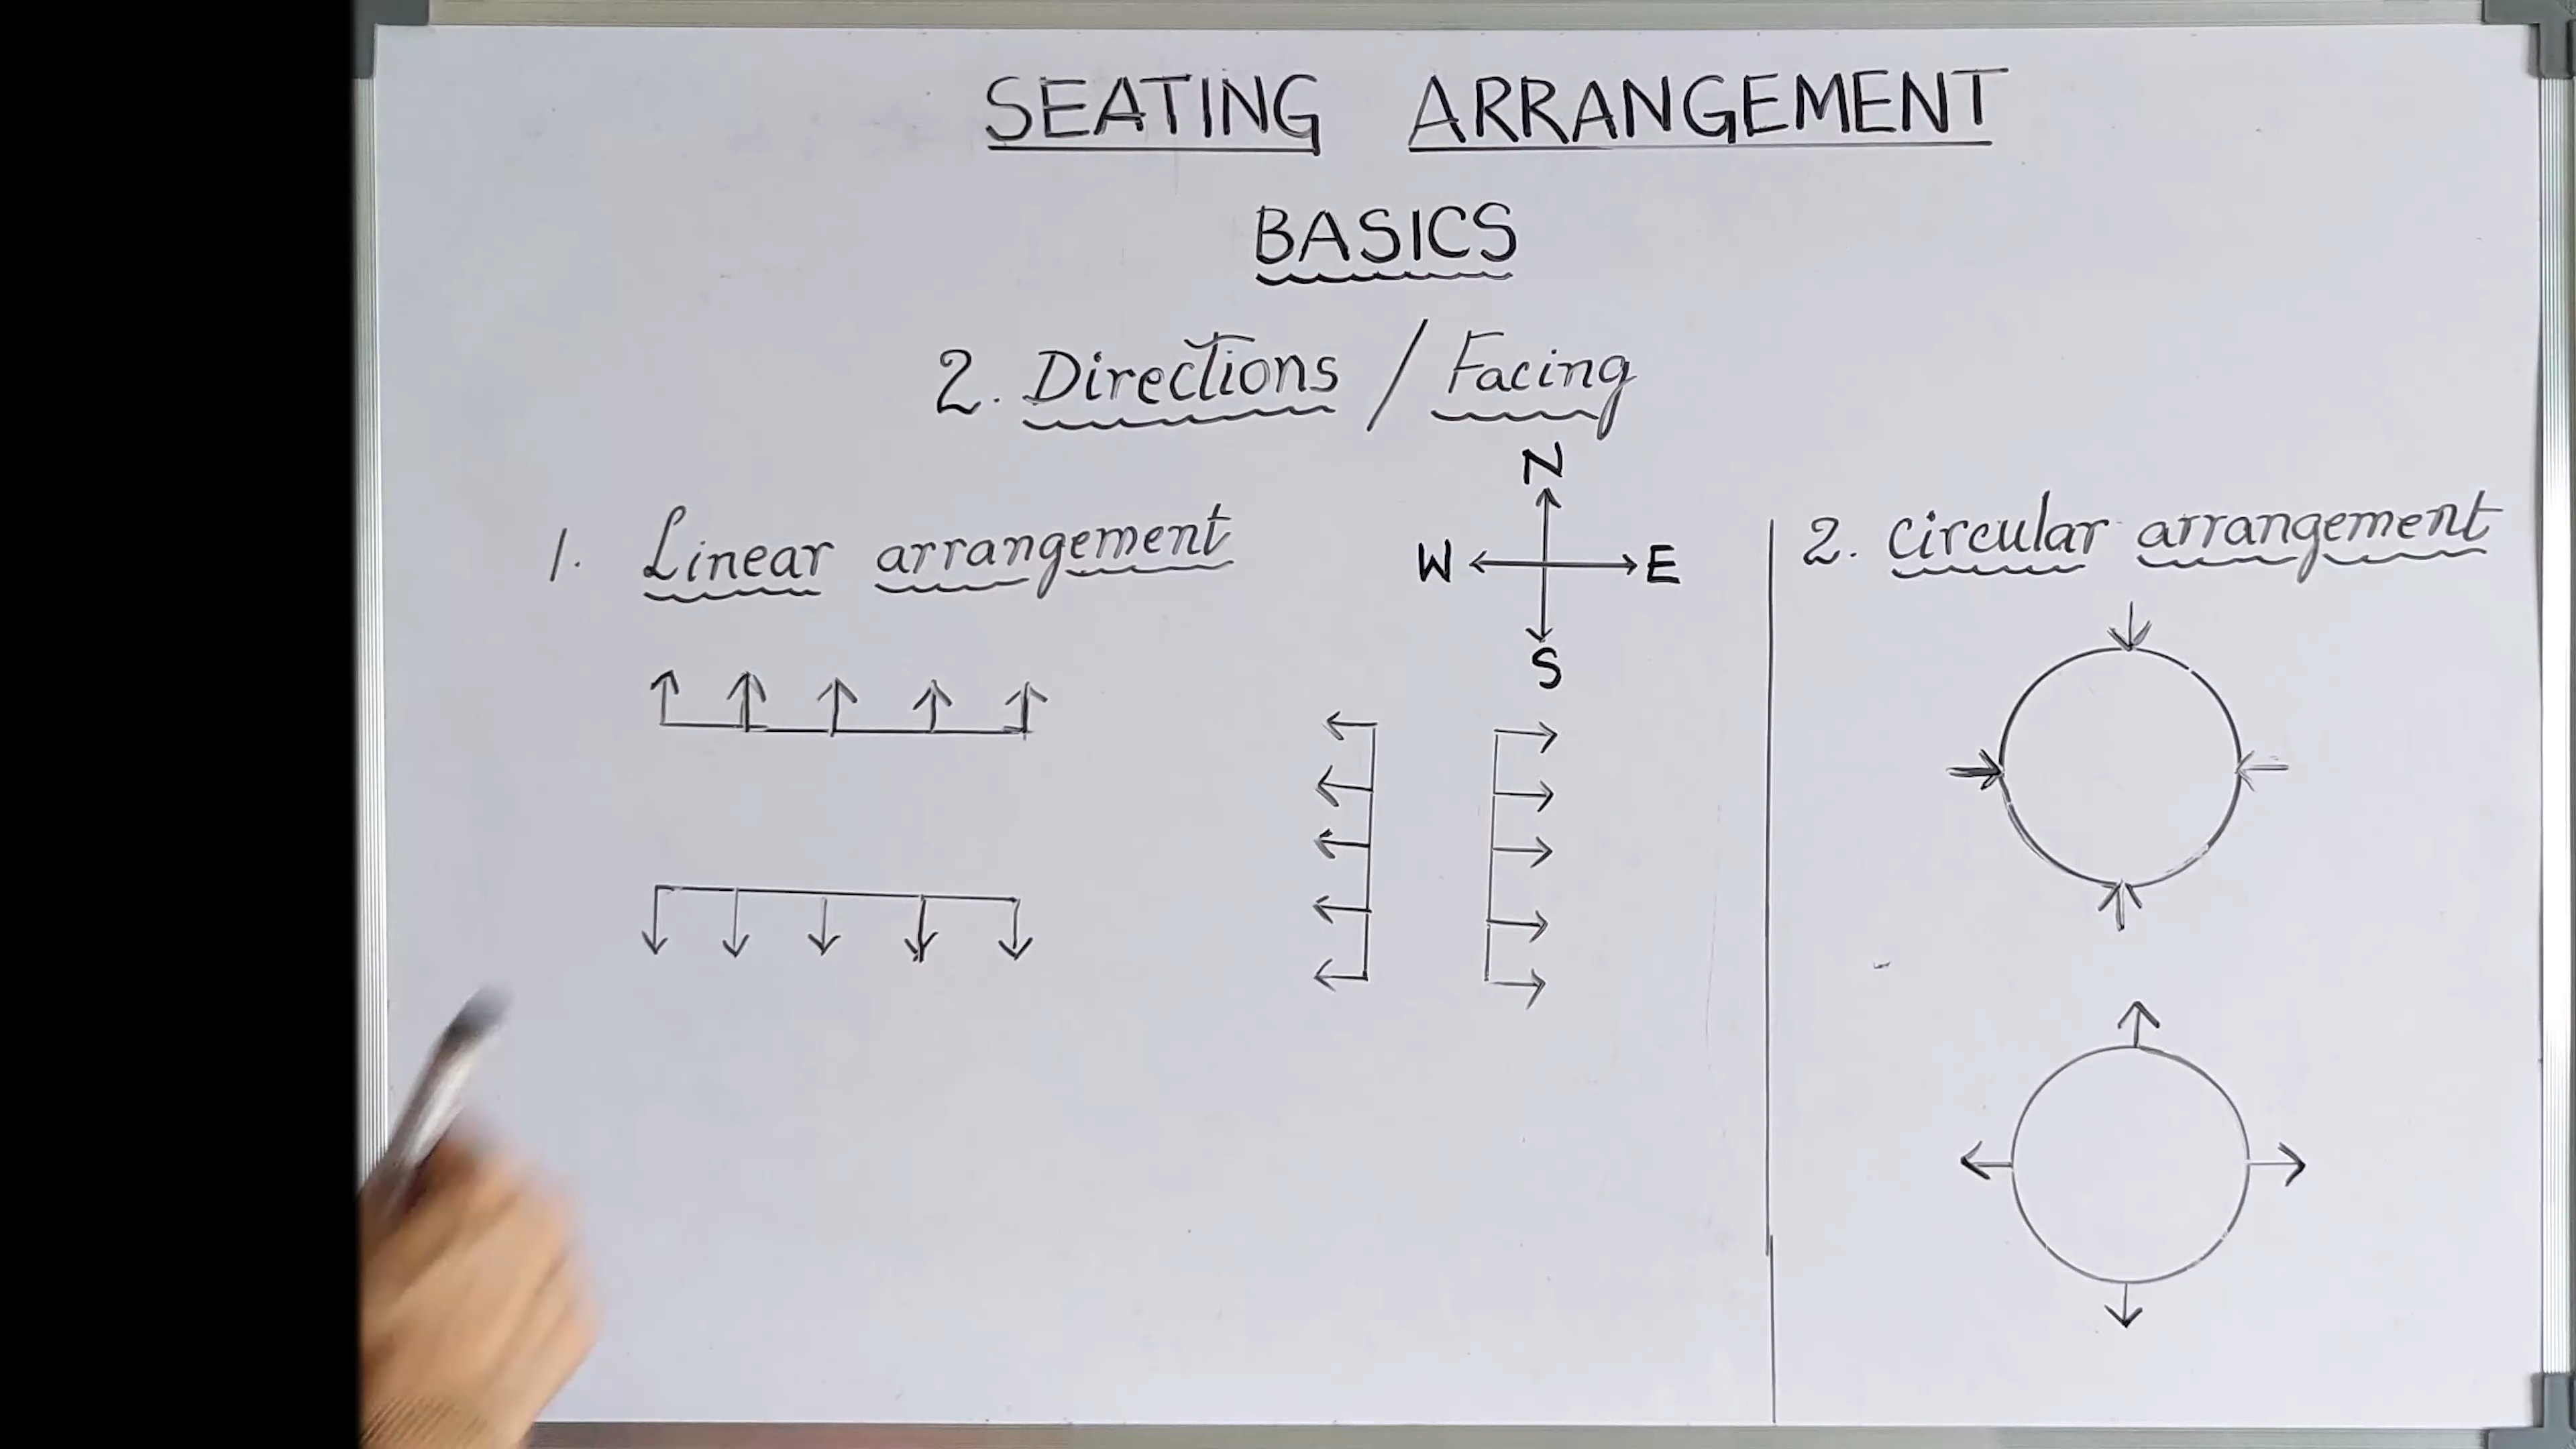 SEATING ARRANGEMENT
BASICS
2. Directions / Facing
1. Linear arrangement
N
W E
S
2. circular arrangement